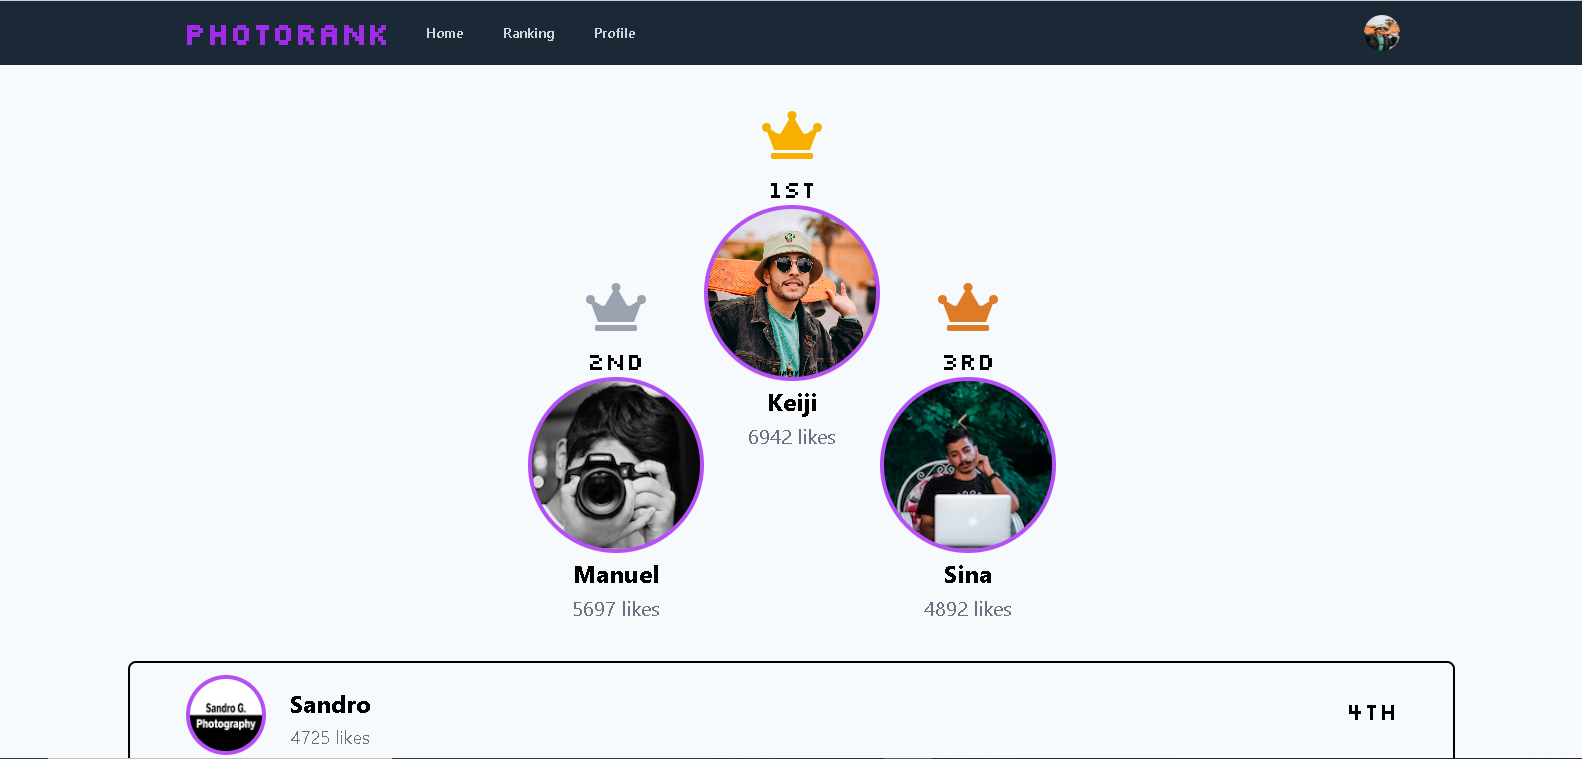 PHOTORANK
Home
Ranking
Profile
1ST
Keiji
6942 likes
2ND
Manuel
5697 likes
3RD
Sina
4892 likes
Sandro G.
Photography
Sandro
4725 likes
4TH